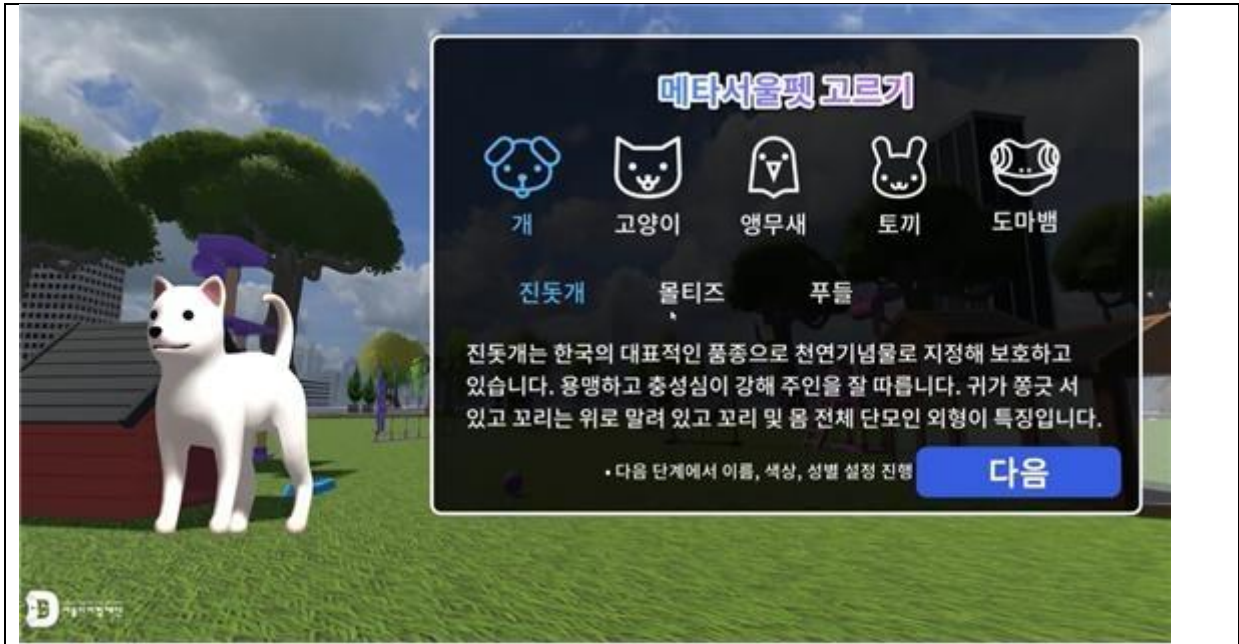 메타서울펫 고르기
개 고양이 앵무새 토끼 도마뱀
진돗개 몰티즈 푸들
진돗개는 한국의 대표적인 품종으로 천연기념물로 지정해 보호하고
있습니다. 용맹하고 충성심이 강해 주인을 잘 따릅니다. 귀가 쫑긋 서
있고 꼬리는 위로 말려 있고 꼬리 및 몸 전체 단모인 외형이 특징입니다.
• 다음 단계에서 이름, 색상, 성별 설정 진행
다음